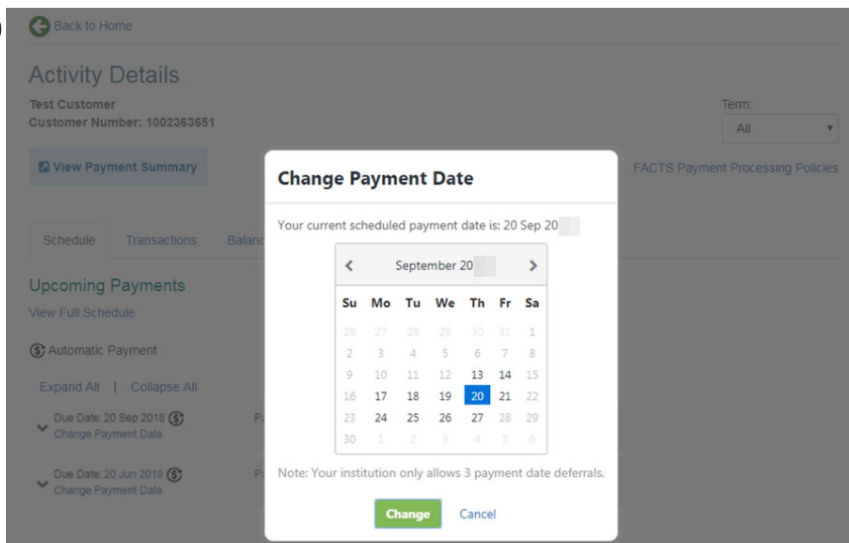 )
Back to Home
Activity Details
Test Customer
Customer Number: 1002363651
Term:
All
View Payment Summary
FACTS Payment Processing Policies
Schedule Transactions Balanc
Upcoming Payments
View Full Schedule
Automatic Payment
Expand All | Collapse All
Due Date: 20 Sep 2018 P
Change Payment Date
Due Date: 20 Jun 2019 P
Change Payment Date
Change Payment Date
Your current scheduled payment date is: 20 Sep 20
< September 20 >
Su Mo Tu We Th Fr Sa
26 27 28 29 30 31 1
2 3 4 5 6 7 8
9 10 11 12 13 14 15
16 17 18 19 20 21 22
23 24 25 26 27 28 29
30 1 2 3 4 5 6
Note: Your institution only allows 3 payment date deferrals.
Change Cancel